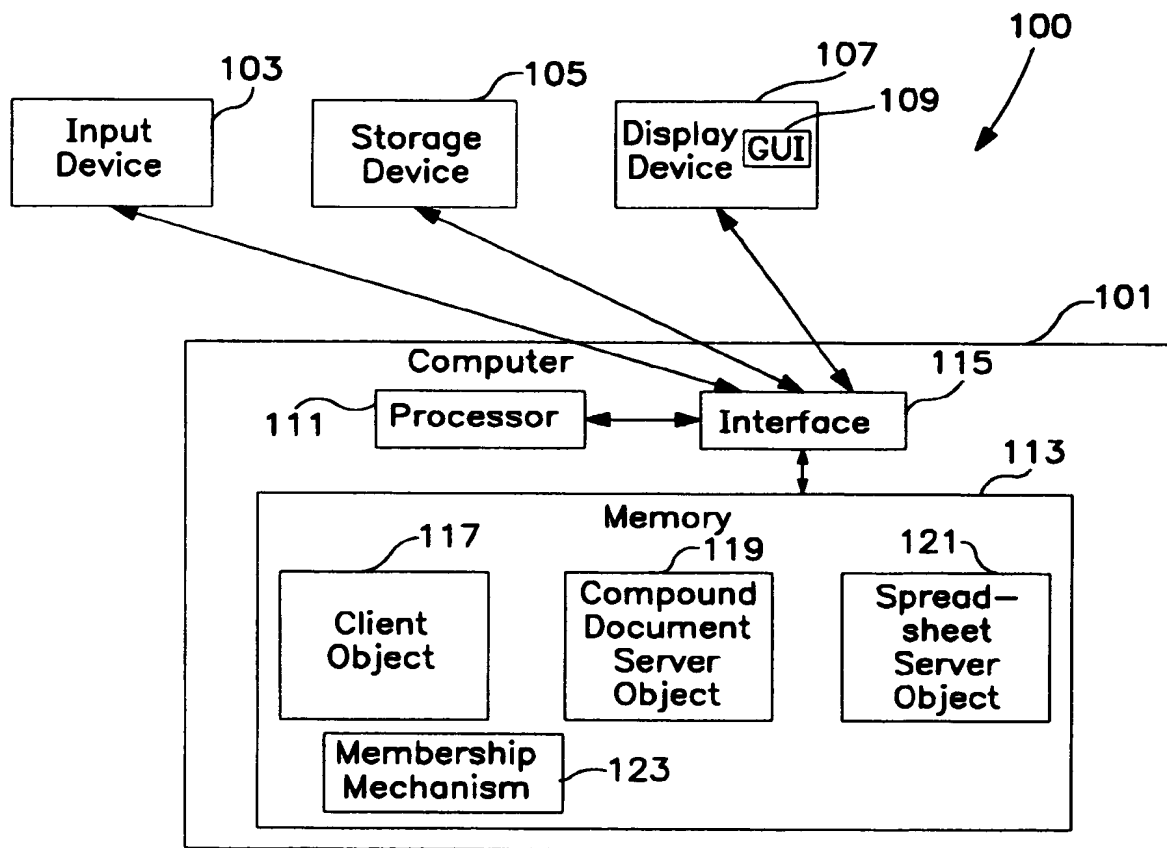 100
103
105
107
109
Input
Device
Storage
Device
Display
Device
GUI
101
Computer
115
111
Processor
Interface
113
Memory
117
119
121
Client
Object
Compound
Document
Server
Object
Spread-
sheet
Server
Object
Membership
Mechanism
123